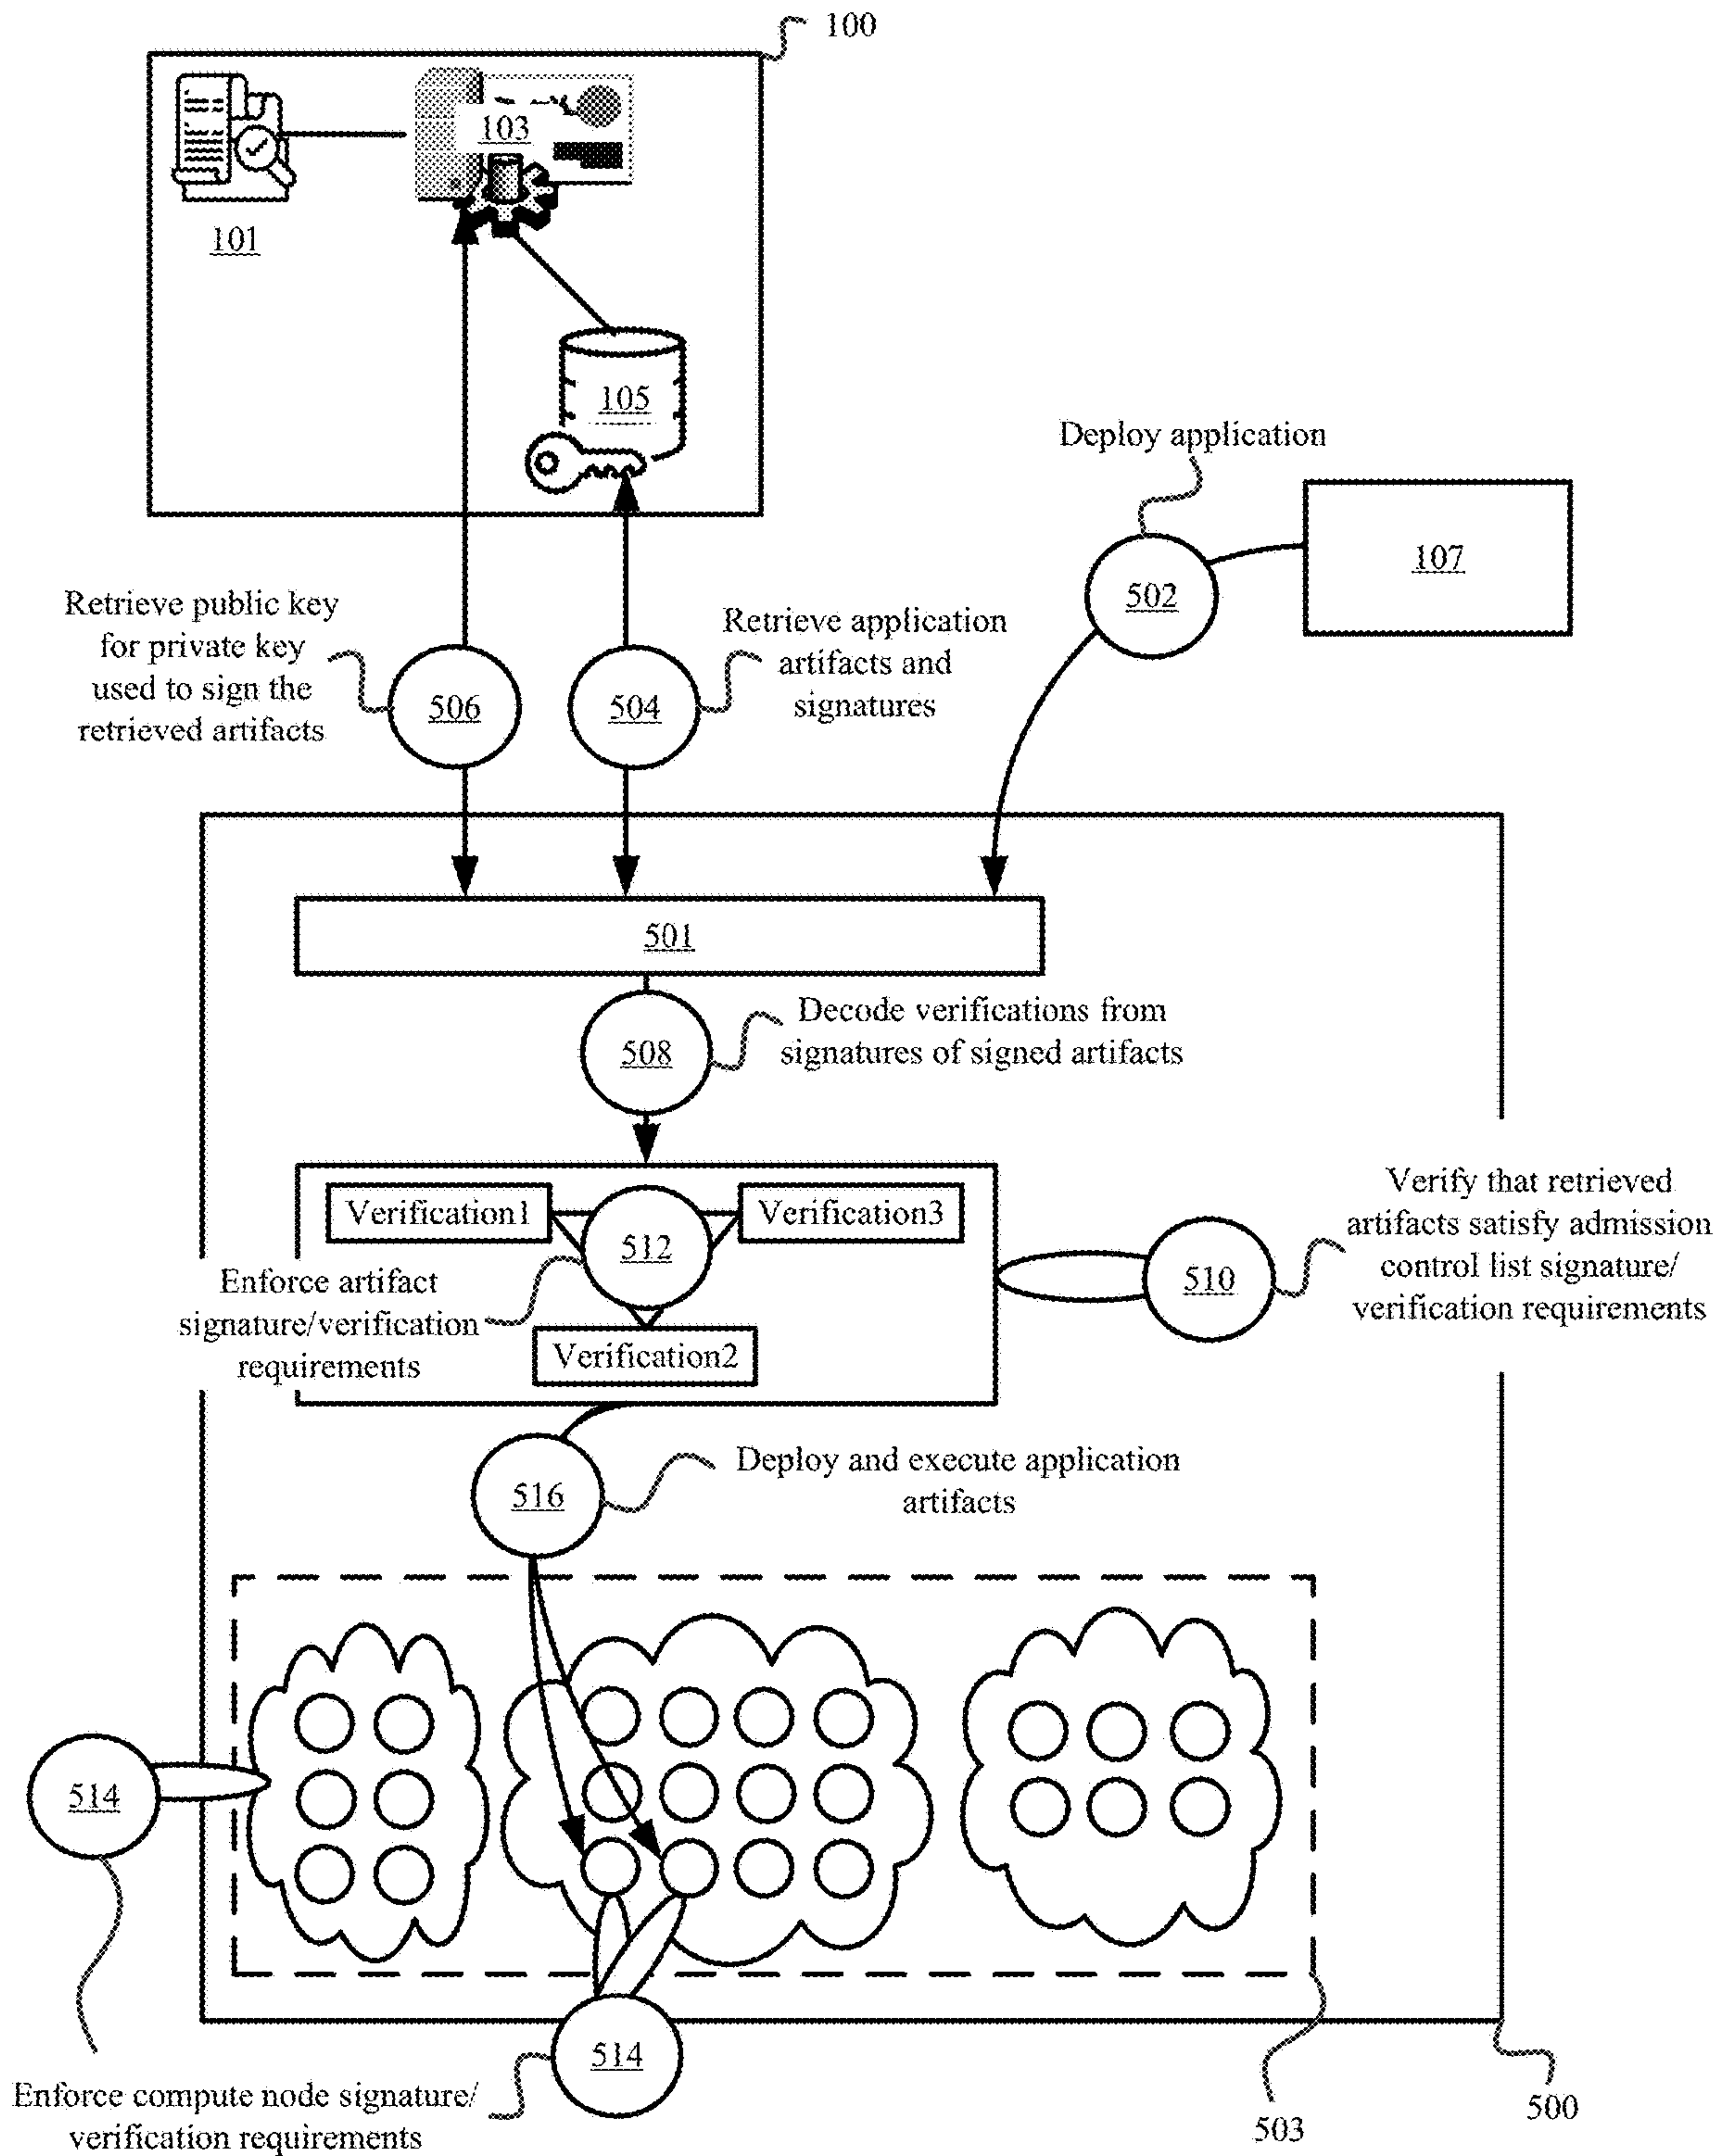 100
103
101
105
Deploy application
107
502
Retrieve public key
for private key
used to sign the
retrieved artifacts
506
504
Retrieve application
artifacts and
signatures
501
508
Decode verifications from
signatures of signed artifacts
Verification1
512
Verification3
Verification2
Enforce artifact
signature/verification
requirements
510
Verify that retrieved
artifacts satisfy admission
control list signature/
verification requirements
516
Deploy and execute application
artifacts
514
514
Enforce compute node signature/
verification requirements
503
500